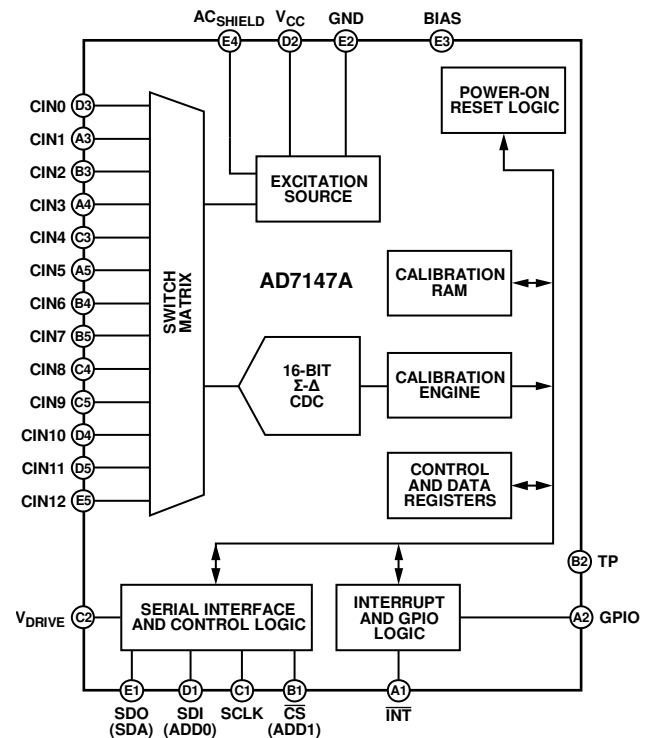 AC_SHIELD V_CC GND BIAS
E4 D2 E2 E3
CIN0 D3
CIN1 A3
CIN2 B3
CIN3 A4
CIN4 C3
CIN5 A5
CIN6 B4
CIN7 B5
CIN8 C4
CIN9 C5
CIN10 D4
CIN11 D5
CIN12 E5
SWITCH
MATRIX
POWER-ON
RESET LOGIC
EXCITATION
SOURCE
AD7147A
CALIBRATION
RAM
16-BIT
Σ-Δ
CDC
CALIBRATION
ENGINE
CONTROL
AND DATA
REGISTERS
B2 TP
V_DRIVE C2
SERIAL INTERFACE
AND CONTROL LOGIC
INTERRUPT
AND GPIO
LOGIC
A2 GPIO
E1 D1 C1 B1 A1
SDO SDI SCLK C̅S̅ I̅N̅T̅
(SDA) (ADD0) (ADD1)